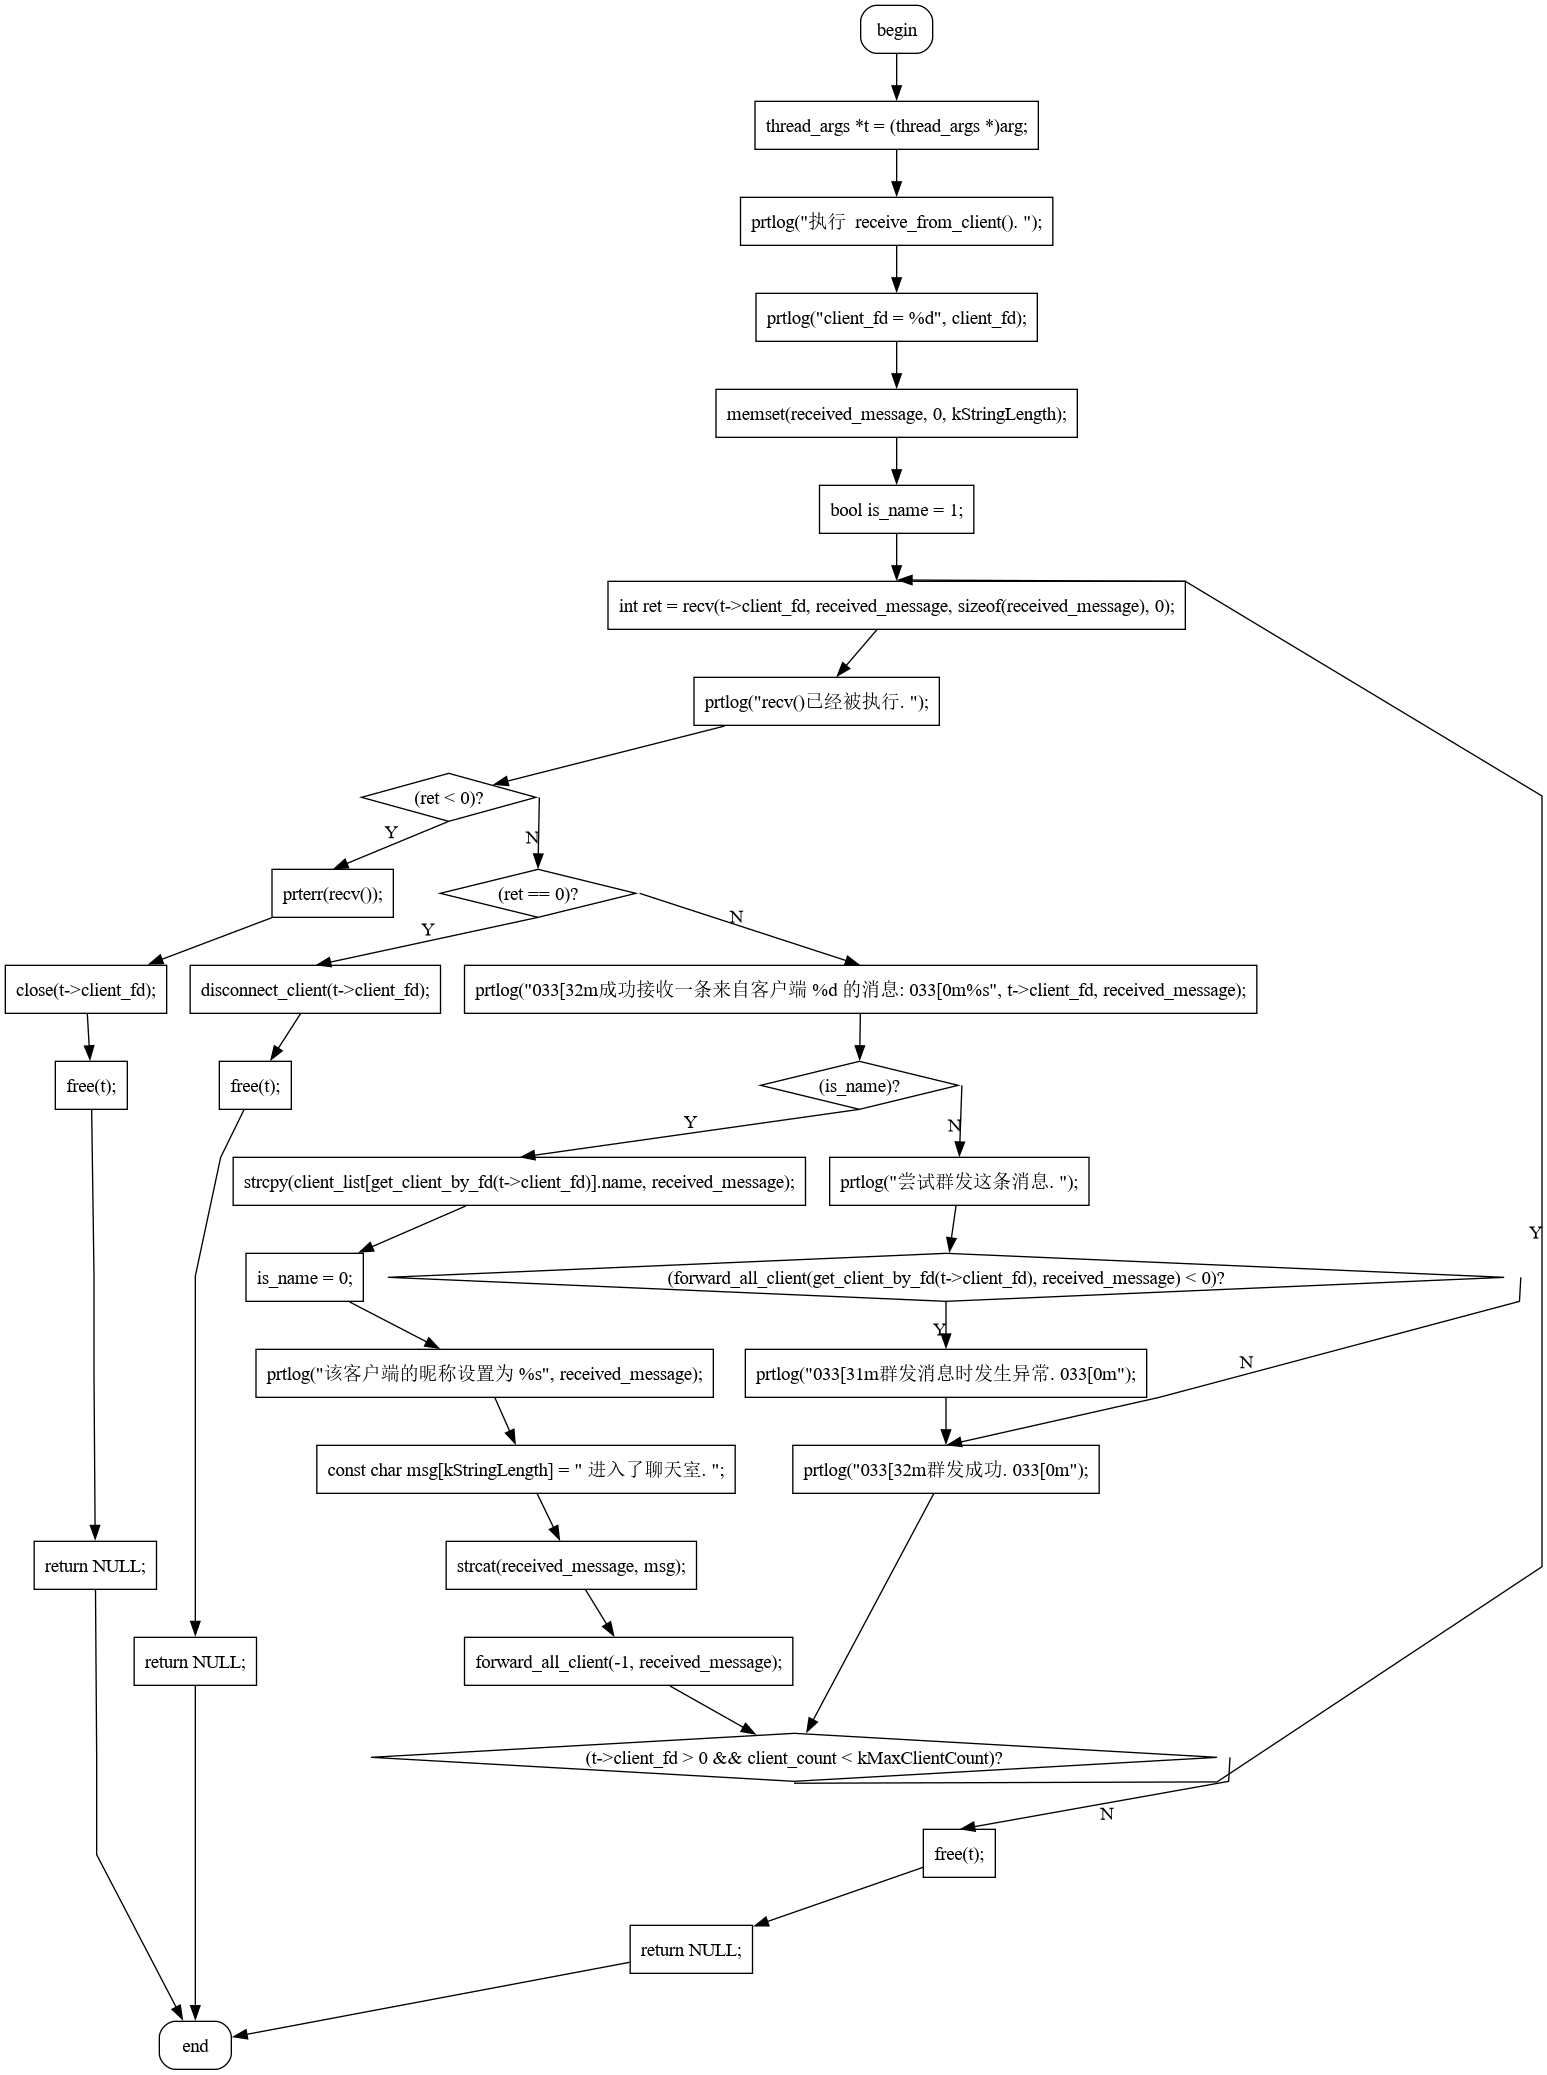 begin
thread_args *t = (thread_args *)arg;
prtlog("执行  receive_from_client(). ");
prtlog("client_fd = %d", client_fd);
memset(received_message, 0, kStringLength);
bool is_name = 1;
int ret = recv(t->client_fd, received_message, sizeof(received_message), 0);
prtlog("recv()已经被执行. ");
(ret < 0)?
Y
N
prterr(recv());
(ret == 0)?
Y
N
close(t->client_fd);
disconnect_client(t->client_fd);
prtlog("033[32m成功接收一条来自客户端 %d 的消息: 033[0m%s", t->client_fd, received_message);
free(t);
free(t);
(is_name)?
Y
N
strcpy(client_list[get_client_by_fd(t->client_fd)].name, received_message);
prtlog("尝试群发这条消息. ");
Y
is_name = 0;
(forward_all_client(get_client_by_fd(t->client_fd), received_message) < 0)?
Y
N
prtlog("该客户端的昵称设置为 %s", received_message);
prtlog("033[31m群发消息时发生异常. 033[0m");
const char msg[kStringLength] = " 进入了聊天室. ";
prtlog("033[32m群发成功. 033[0m");
return NULL;
strcat(received_message, msg);
return NULL;
forward_all_client(-1, received_message);
(t->client_fd > 0 && client_count < kMaxClientCount)?
N
free(t);
return NULL;
end